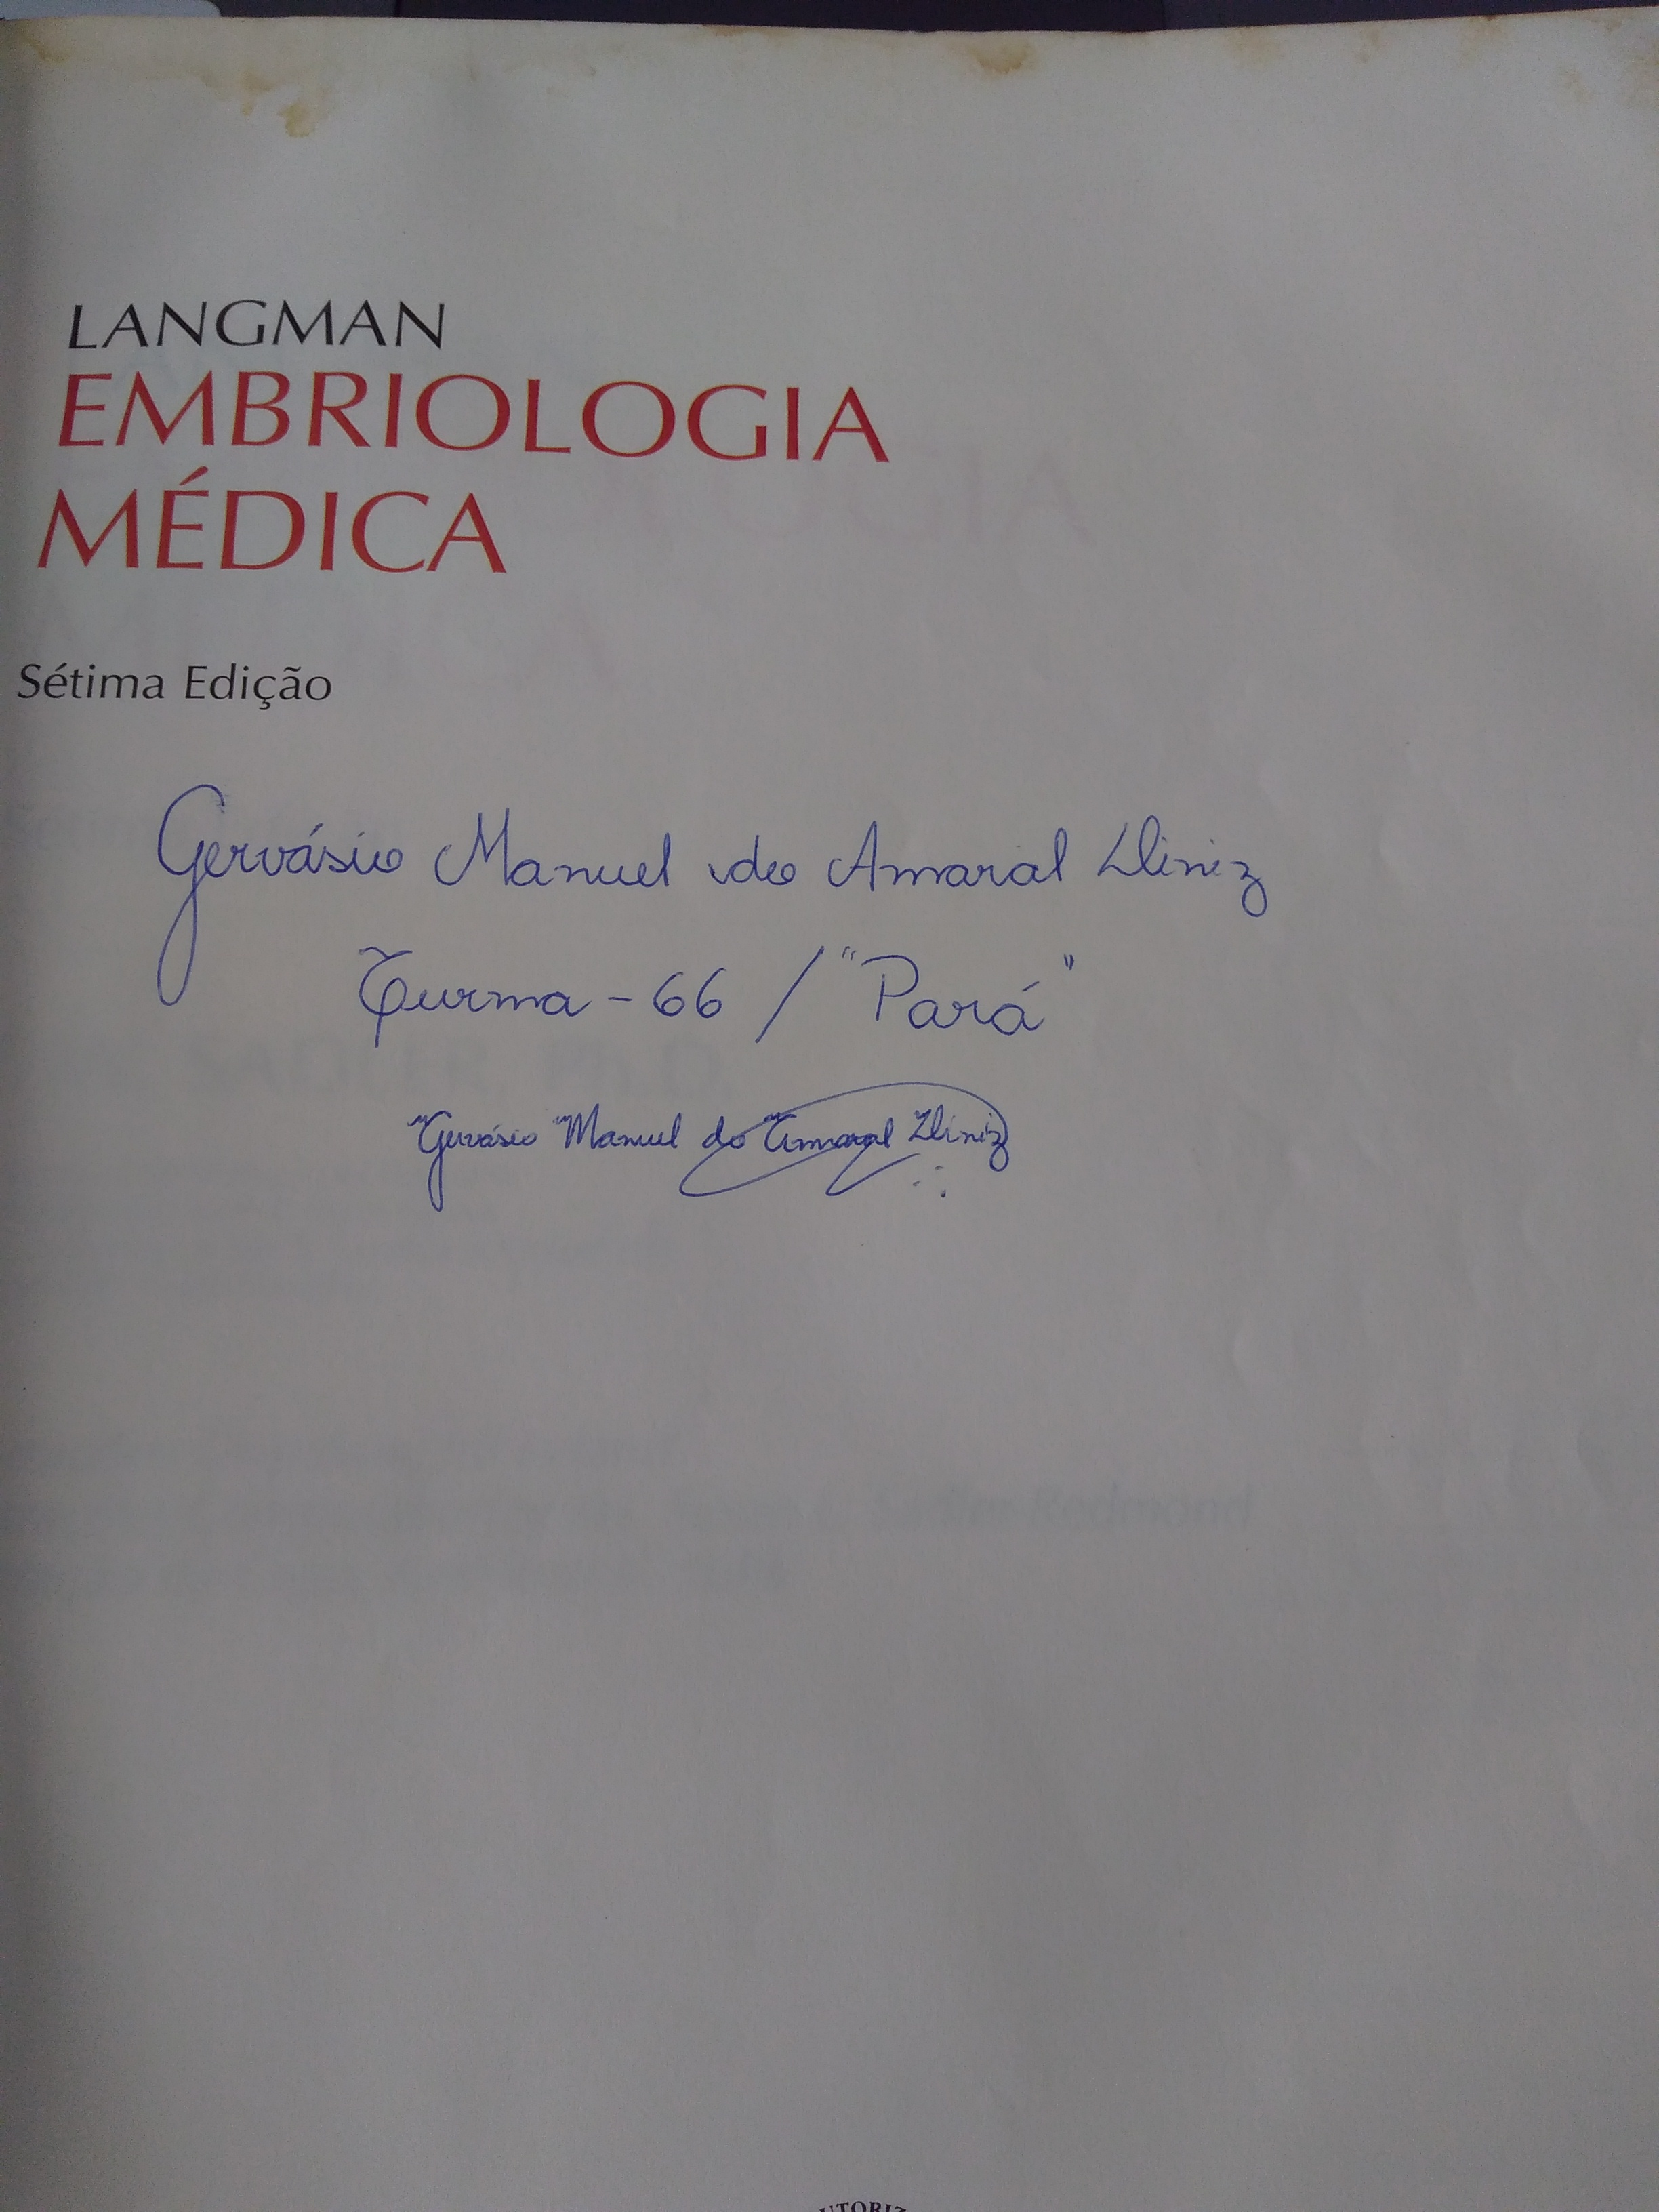 LANGMAN
EMBRIOLOGIA
MÉDICA
Sétima Edição
Gervásio Manuel do Amaral Diniz
Turma - 66 / "Pará"
Gervásio Manuel do Amaral Diniz